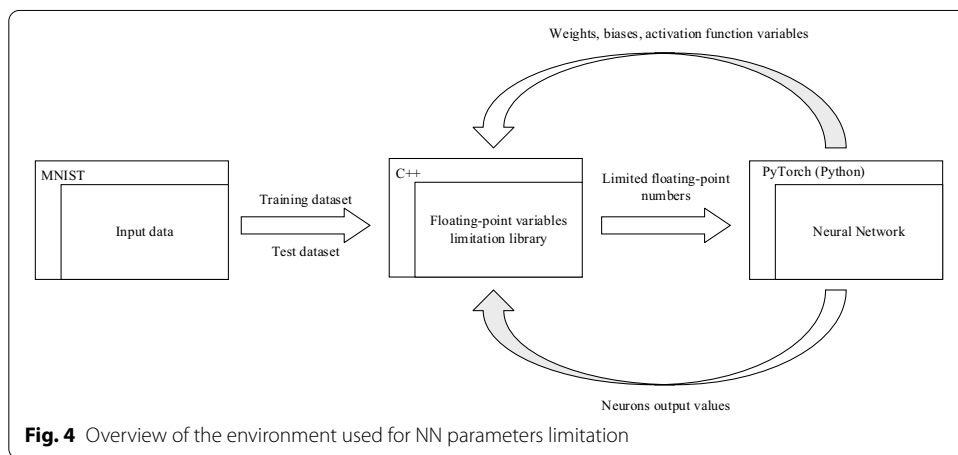 Weights, biases, activation function variables
MNIST
Input data
Training dataset
Test dataset
C++
Floating-point variables
limitation library
Limited floating-point
numbers
PyTorch (Python)
Neural Network
Neurons output values
Fig. 4 Overview of the environment used for NN parameters limitation